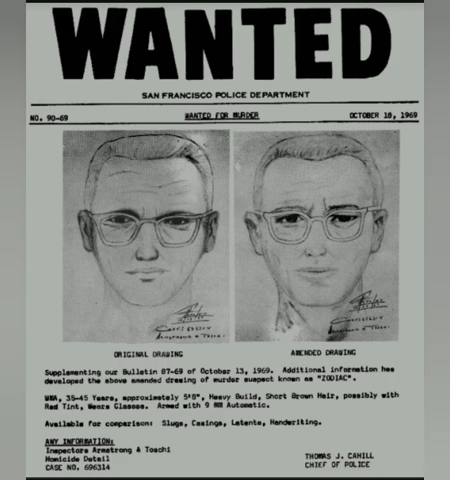 WANTED
SAN FRANCISCO POLICE DEPARTMENT
NO. 90-69 WANTED FOR MURDER OCTOBER 18, 1969
ORIGINAL DRAWING AMENDED DRAWING
Supplementing our Bulletin 87-69 of October 13, 1969. Additional information has
developed the above amended drawing of murder suspect known as "ZODIAC".
WMA, 35-45 Years, approximately 5'8", Heavy Build, Short Brown Hair, possibly with
Red Tint, Wears Glasses. Armed with 9 MM Automatic.
Available for comparison: Slugs, Casings, Latents, Handwriting.
ANY INFORMATION:
Inspectors Armstrong & Toschi
Homicide Detail
CASE NO. 696314
THOMAS J. CAHILL
CHIEF OF POLICE